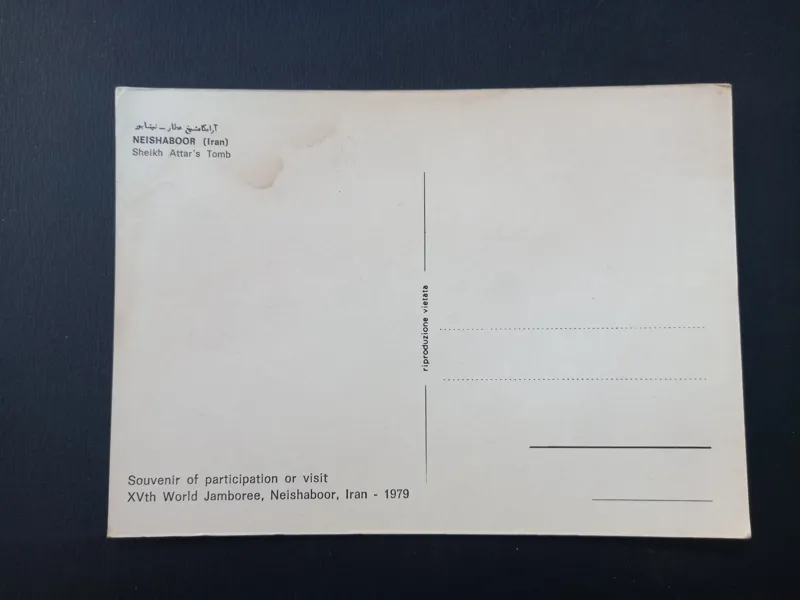 آرامگاه شیخ عطار – نیشابور
NEISHABOOR (Iran)
Sheikh Attar's Tomb
riproduzione vietata
Souvenir of participation or visit
XVth World Jamboree, Neishaboor, Iran - 1979